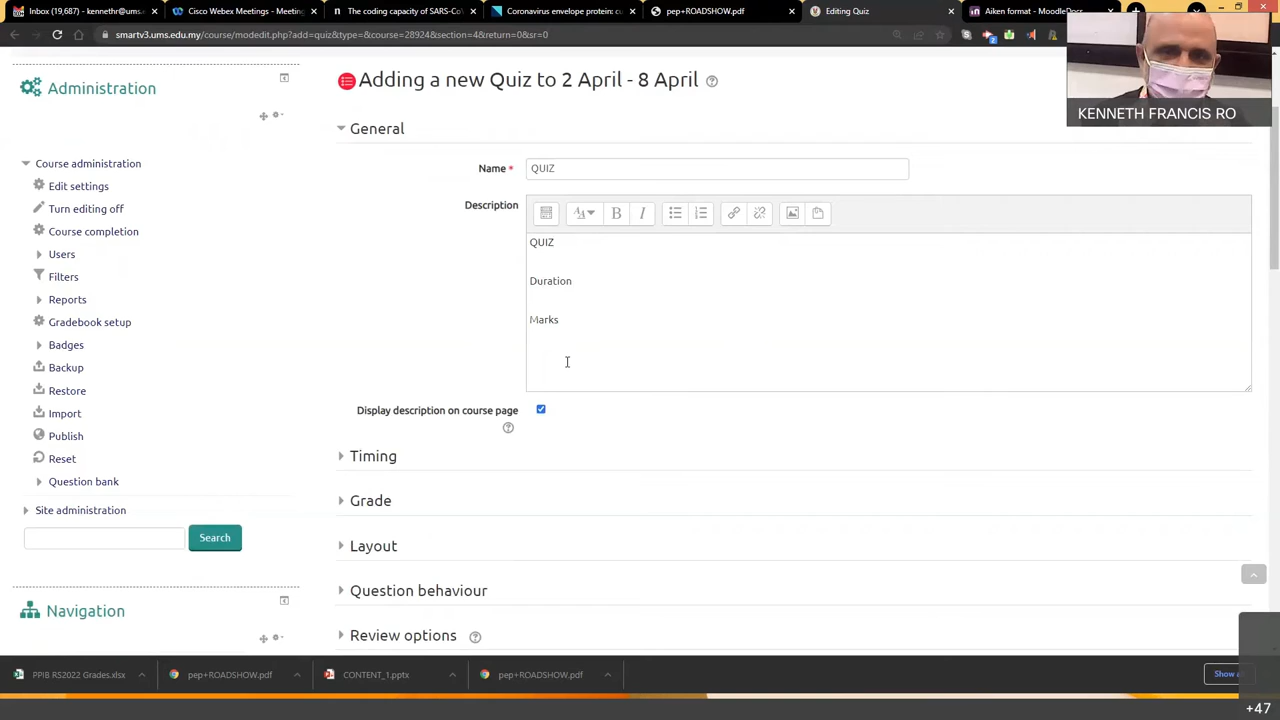 Inbox (19,687) - kennethr@ums
Cisco Webex Meetings - Meetin
The coding capacity of SARS-CoV
Coronavirus envelope protein: cu
pep+ROADSHOW.pdf
Editing Quiz
Aiken format - MoodleDocs
smartv3.ums.edu.my/course/modedit.php?add=quiz&type=&course=28924&section=4&return=0&sr=0
KENNETH FRANCIS RO
Administration
Course administration
Edit settings
Turn editing off
Course completion
Users
Filters
Reports
Gradebook setup
Badges
Backup
Restore
Import
Publish
Reset
Question bank
Site administration
Search
Navigation
Adding a new Quiz to 2 April - 8 April
General
Name * QUIZ
Description
QUIZ
Duration
Marks
Display description on course page
Timing
Grade
Layout
Question behaviour
Review options
PPIB RS2022 Grades.xlsx
pep+ROADSHOW.pdf
CONTENT_1.pptx
pep+ROADSHOW.pdf
Show a
+47